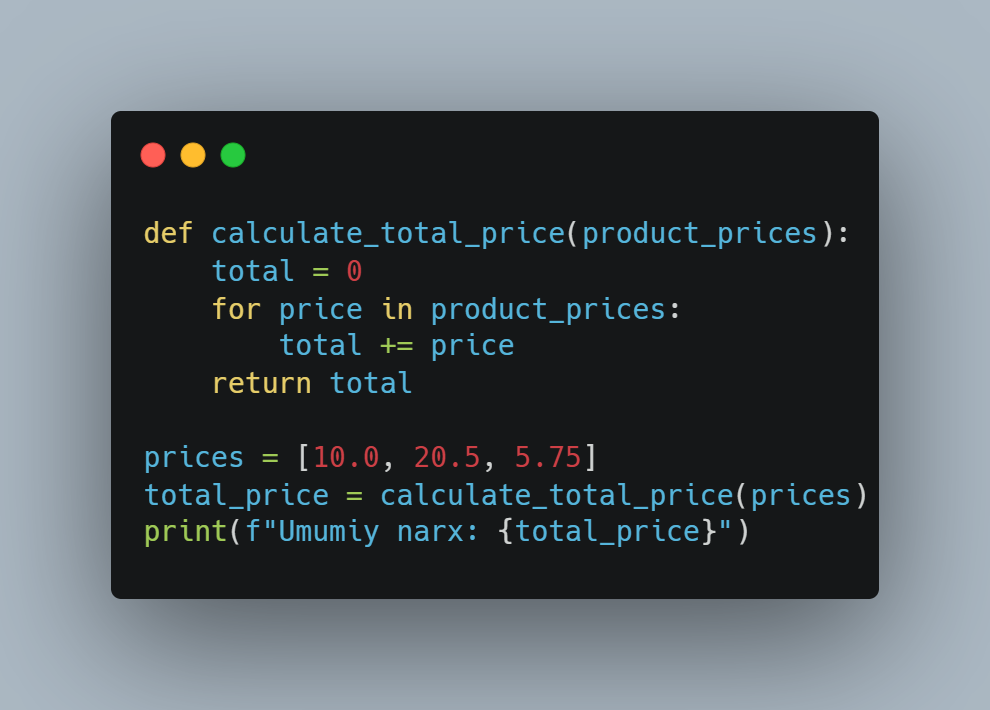 def calculate_total_price(product_prices):
    total = 0
    for price in product_prices:
        total += price
    return total

prices = [10.0, 20.5, 5.75]
total_price = calculate_total_price(prices)
print(f"Umumiy narx: {total_price}")